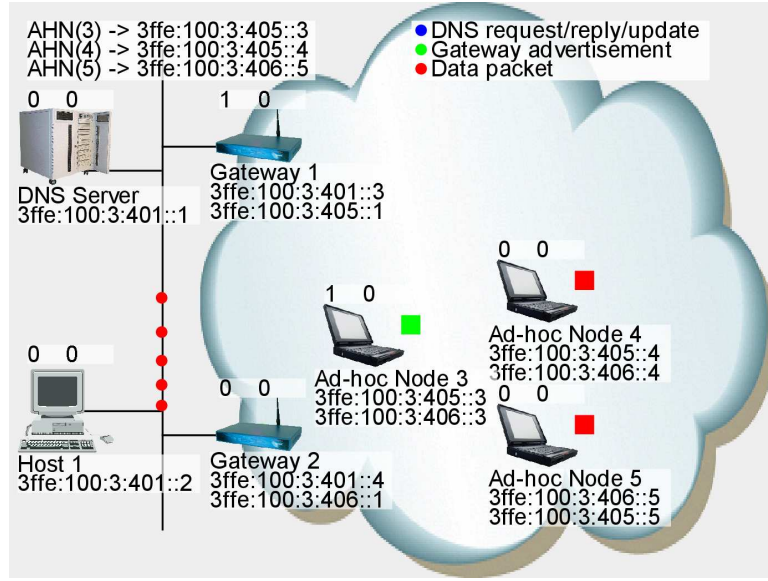 AHN(3) -> 3ffe:100:3:405::3
AHN(4) -> 3ffe:100:3:405::4
AHN(5) -> 3ffe:100:3:406::5
DNS request/reply/update
Gateway advertisement
Data packet
0 0
DNS Server
3ffe:100:3:401::1
1 0
Gateway 1
3ffe:100:3:401::3
3ffe:100:3:405::1
1 0
Ad-hoc Node 3
3ffe:100:3:405::3
3ffe:100:3:406::3
0 0
Ad-hoc Node 4
3ffe:100:3:405::4
3ffe:100:3:406::4
0 0
Host 1
3ffe:100:3:401::2
0 0
Gateway 2
3ffe:100:3:401::4
3ffe:100:3:406::1
0 0
Ad-hoc Node 5
3ffe:100:3:406::5
3ffe:100:3:405::5